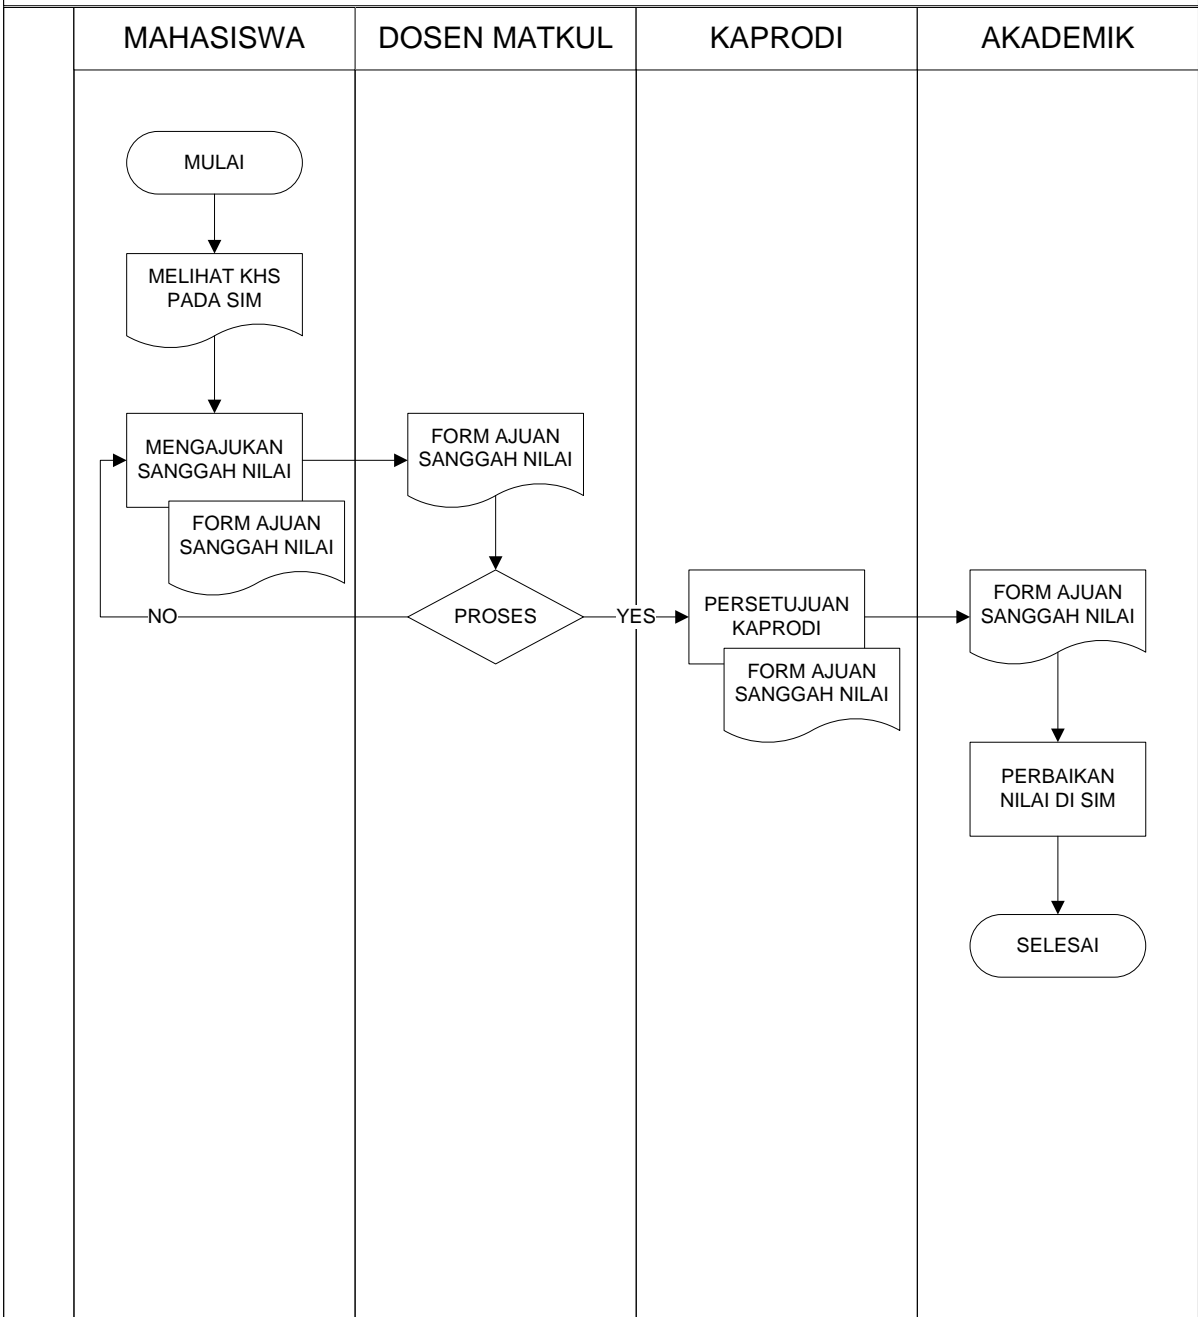 MAHASISWA
DOSEN MATKUL
KAPRODI
AKADEMIK
MULAI
MELIHAT KHS
PADA SIM
MENGAJUKAN
SANGGAH NILAI
FORM AJUAN
SANGGAH NILAI
FORM AJUAN
SANGGAH NILAI
PROSES
NO
YES
PERSETUJUAN
KAPRODI
FORM AJUAN
SANGGAH NILAI
FORM AJUAN
SANGGAH NILAI
PERBAIKAN
NILAI DI SIM
SELESAI